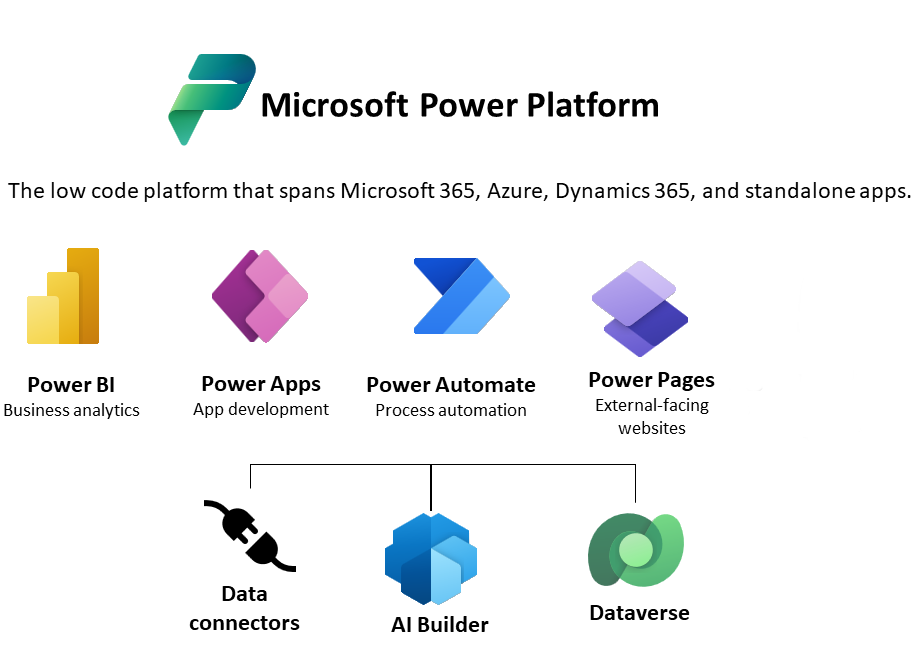 Microsoft Power Platform
The low code platform that spans Microsoft 365, Azure, Dynamics 365, and standalone apps.
Power BI
Business analytics
Power Apps
App development
Power Automate
Process automation
Power Pages
External-facing
websites
Data
connectors
AI Builder
Dataverse